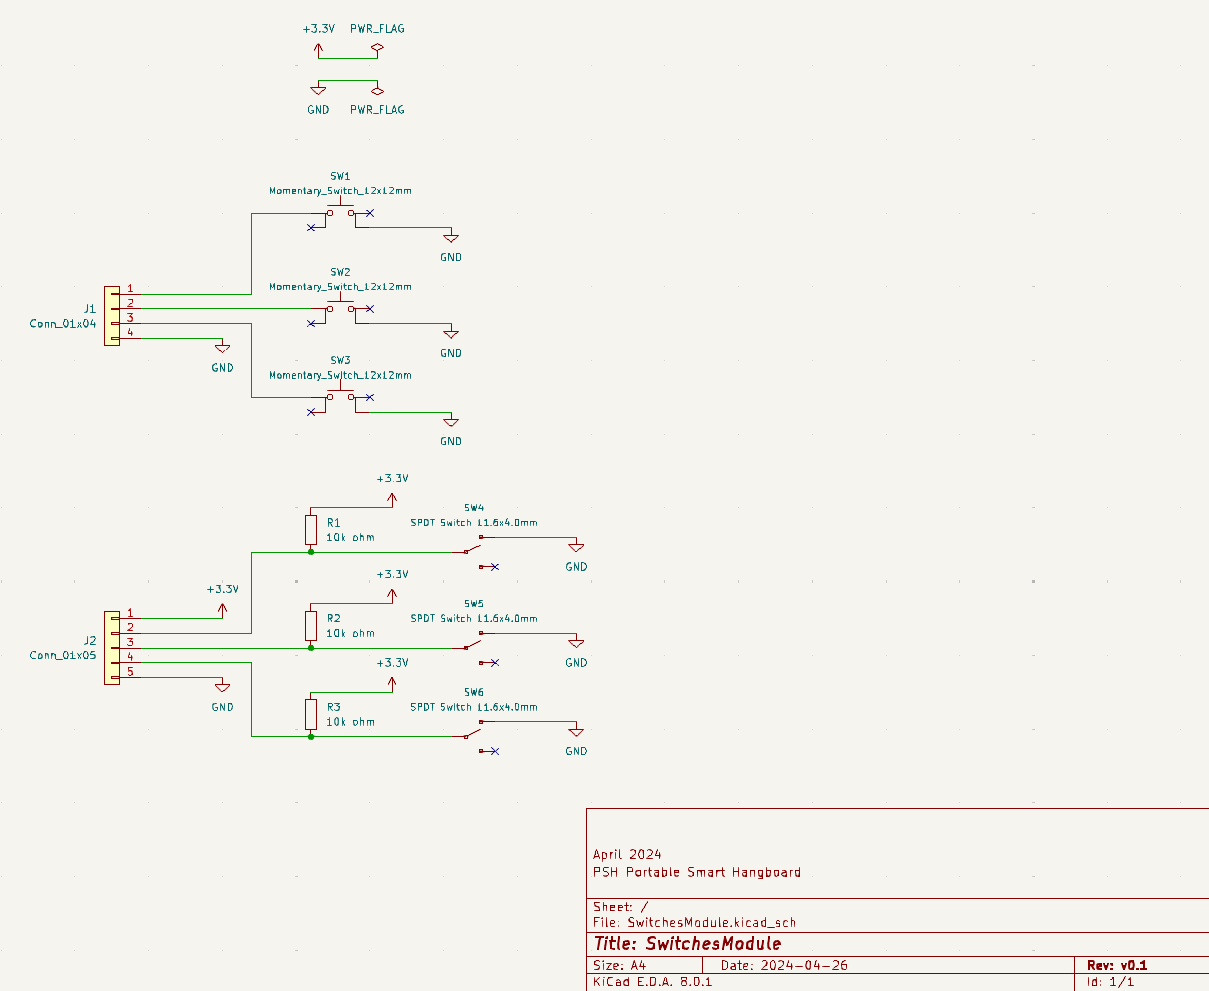 +3.3V PWR_FLAG
GND PWR_FLAG
SW1
Momentary_Switch_12x12mm
GND
SW2
Momentary_Switch_12x12mm
GND
J1
Conn_01x04
1
2
3
4
GND
SW3
Momentary_Switch_12x12mm
GND
+3.3V
R1
10k ohm
SW4
SPDT Switch 11.6x4.0mm
GND
+3.3V
R2
10k ohm
SW5
SPDT Switch 11.6x4.0mm
GND
+3.3V
J2
Conn_01x05
1
2
3
4
5
GND
+3.3V
R3
10k ohm
SW6
SPDT Switch 11.6x4.0mm
GND
April 2024
PSH Portable Smart Hangboard
Sheet: /
File: SwitchesModule.kicad_sch
Title: SwitchesModule
Size: A4 Date: 2024-04-26 Rev: v0.1
KiCad E.D.A. 8.0.1 Id: 1/1